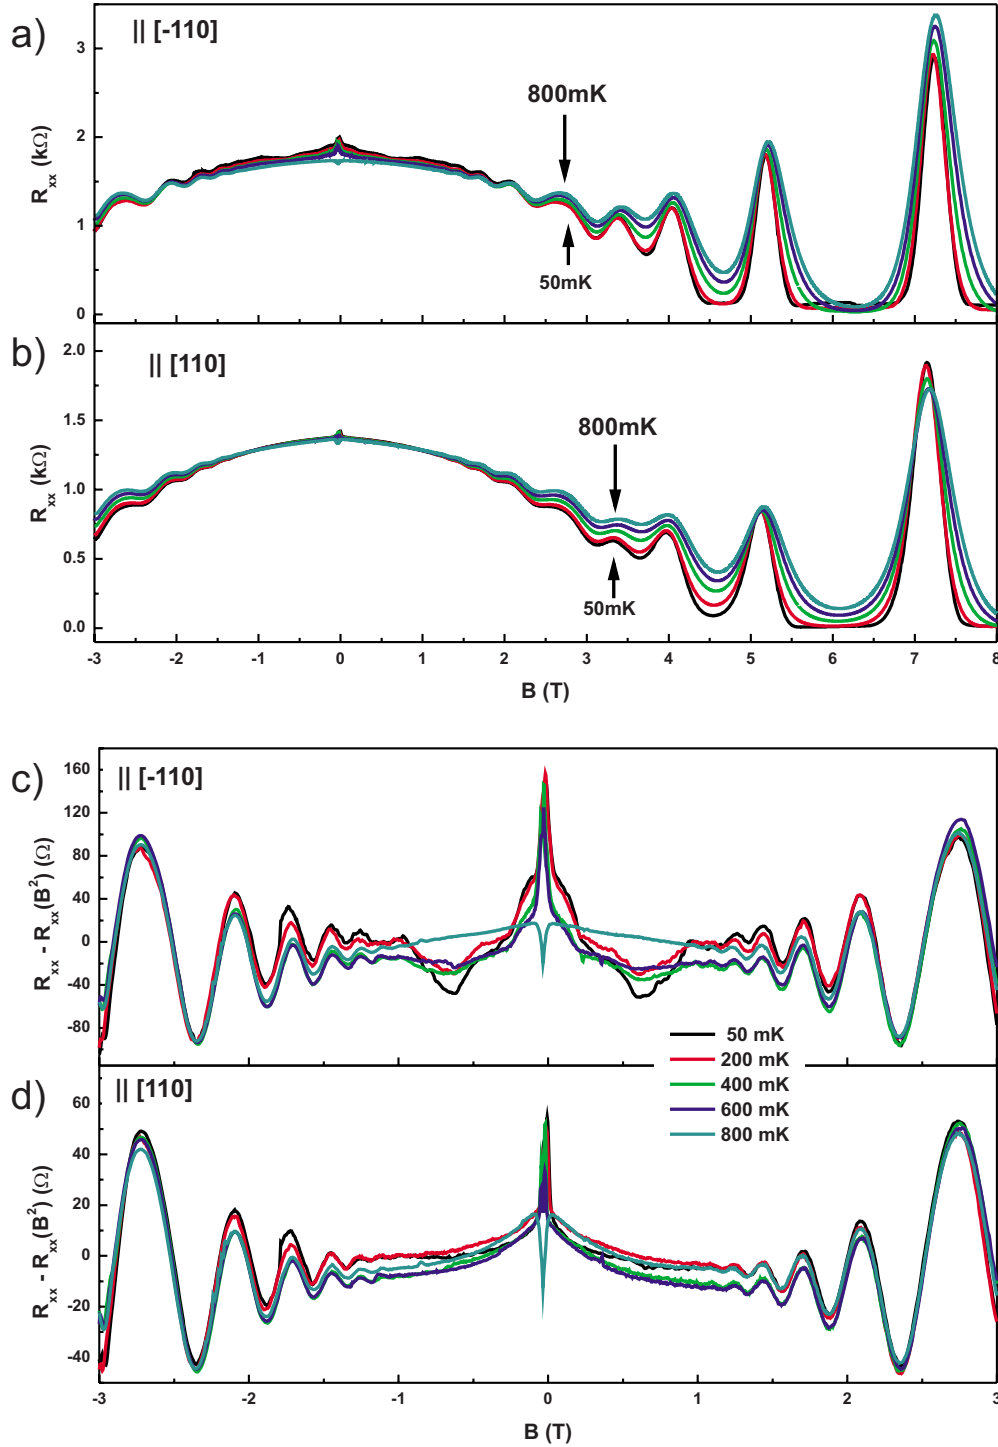 a)
|| [-110]
800mK
50mK
R_xx (kΩ)
3
2
1
0
b)
|| [110]
800mK
50mK
R_xx (kΩ)
2.0
1.5
1.0
0.5
0.0
-3 -2 -1 0 1 2 3 4 5 6 7 8
B (T)
c)
|| [-110]
R_xx - R_xx(B²) (Ω)
160
120
80
40
0
-40
-80
50 mK
200 mK
400 mK
600 mK
800 mK
d)
|| [110]
R_xx - R_xx(B²) (Ω)
60
40
20
0
-20
-40
-3 -2 -1 0 1 2 3
B (T)